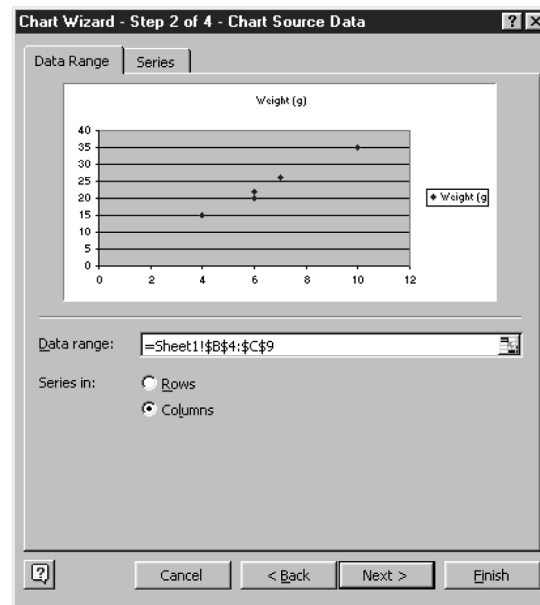 Chart Wizard - Step 2 of 4 - Chart Source Data
Data Range Series
Weight (g)
40
35
30
25
20
15
10
5
0
0 2 4 6 8 10 12
Weight (g
Data range: =Sheet1!$B$4:$C$9
Series in: Rows
Columns
Cancel < Back Next > Finish